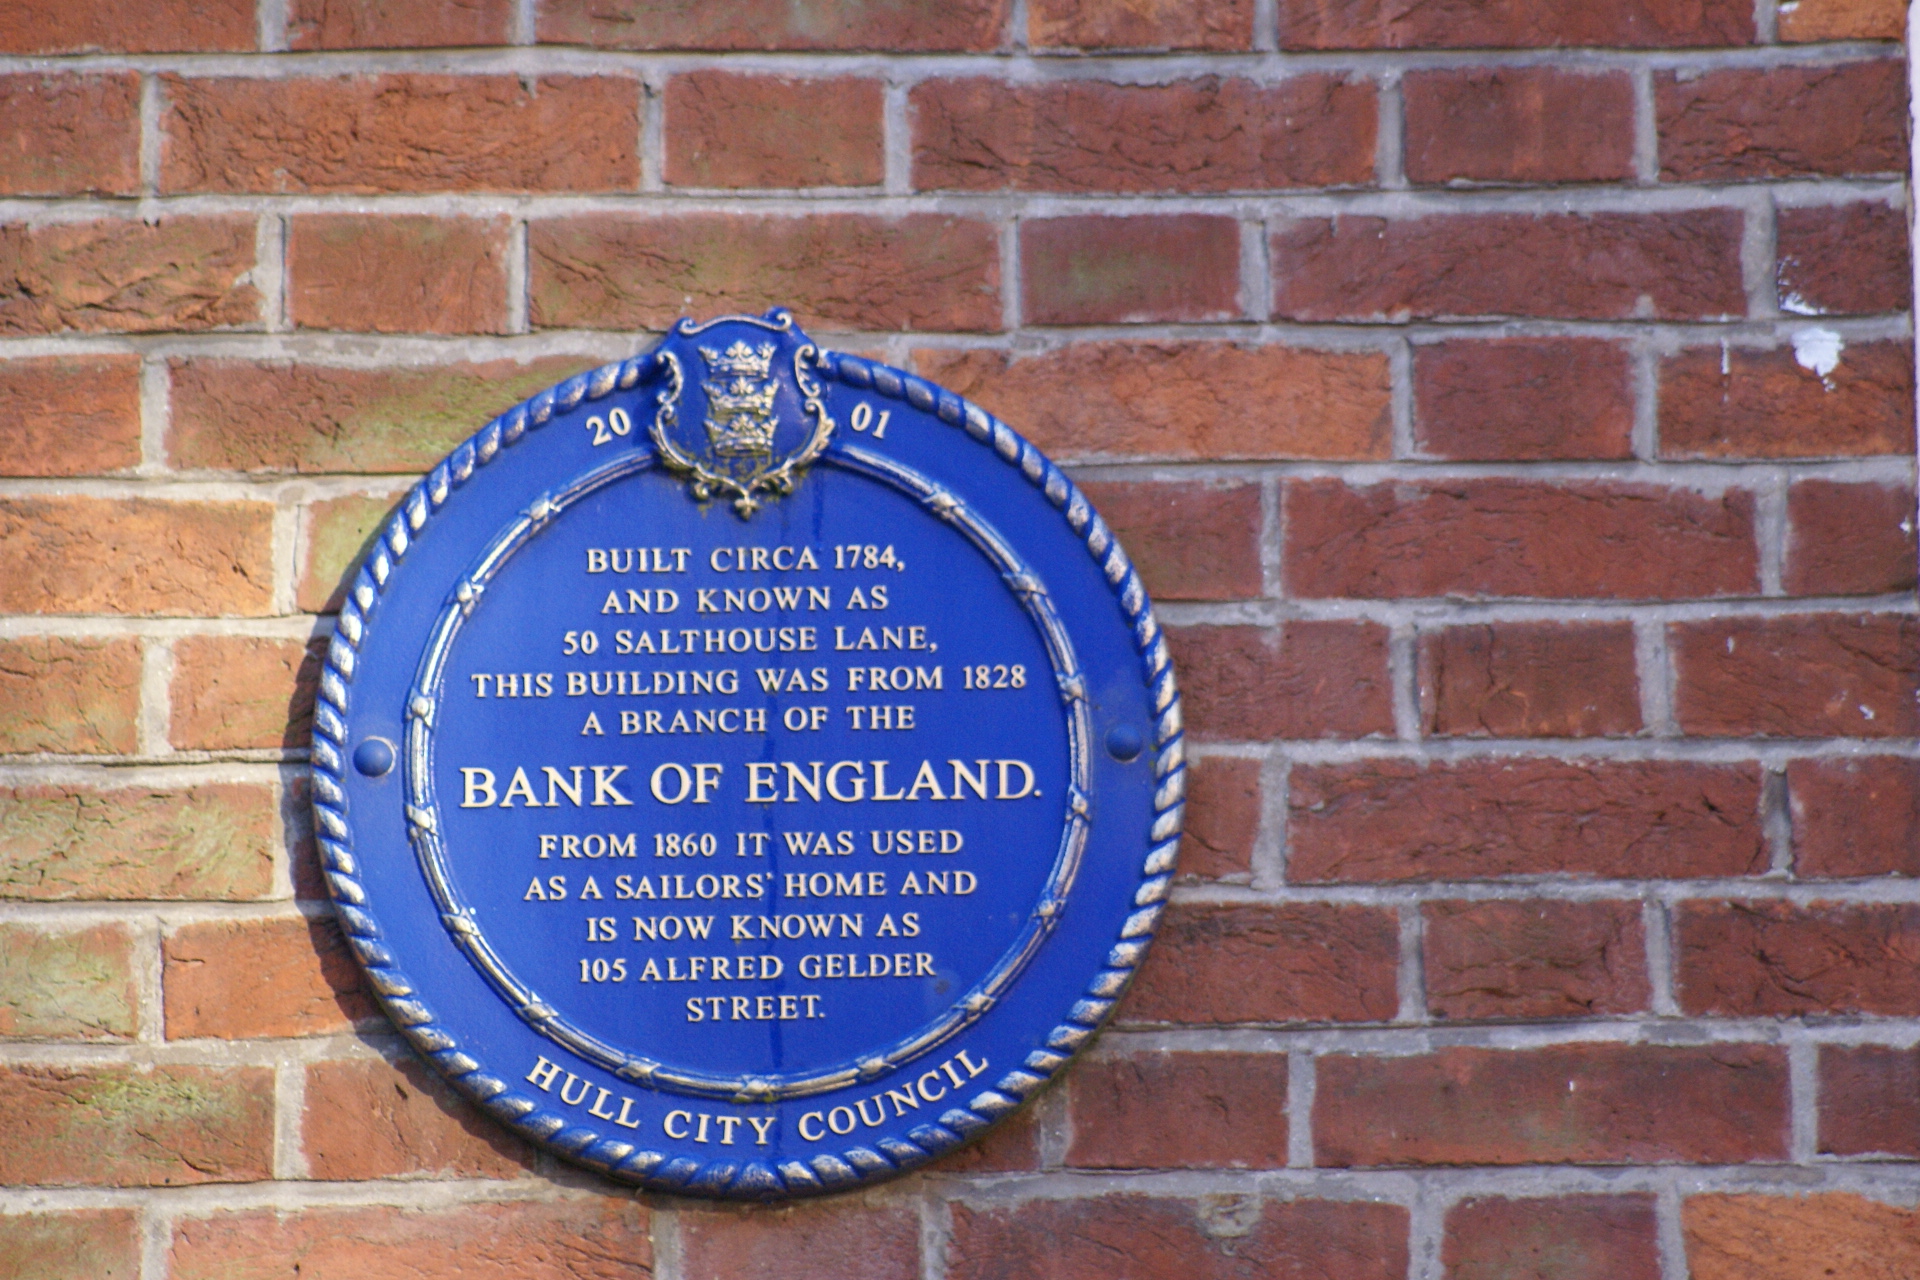 20 01
BUILT CIRCA 1784,
AND KNOWN AS
50 SALTHOUSE LANE,
THIS BUILDING WAS FROM 1828
A BRANCH OF THE
BANK OF ENGLAND.
FROM 1860 IT WAS USED
AS A SAILORS' HOME AND
IS NOW KNOWN AS
105 ALFRED GELDER
STREET.
HULL CITY COUNCIL